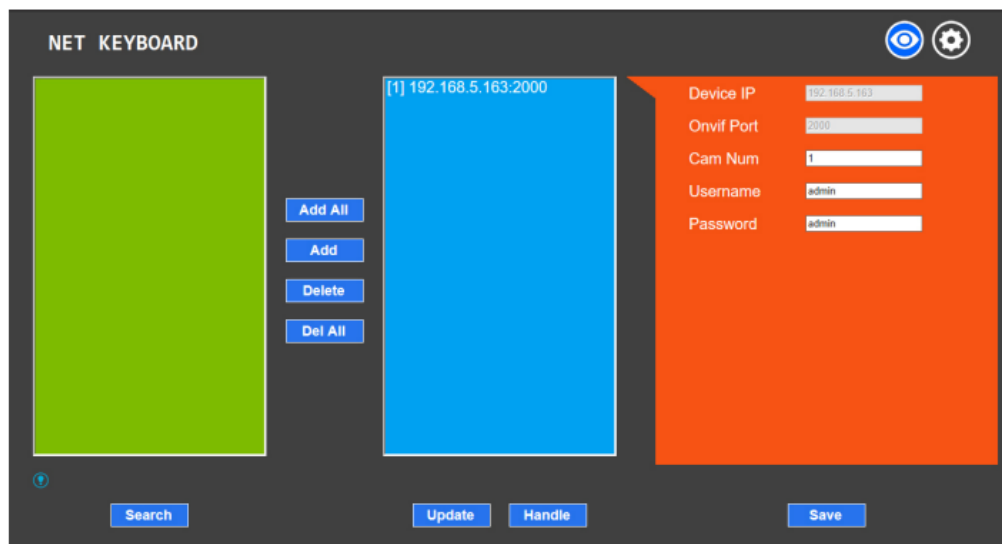 NET KEYBOARD
[1] 192.168.5.163:2000
Add All
Add
Delete
Del All
Device IP 192.168.5.163
Onvif Port 2000
Cam Num 1
Username admin
Password admin
Search
Update Handle
Save